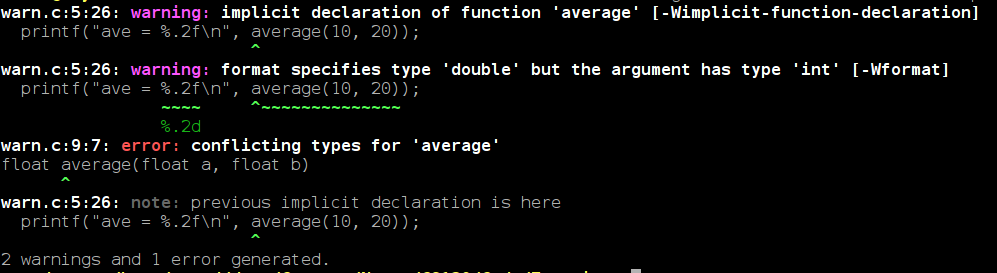 warn.c:5:26: warning: implicit declaration of function 'average' [-Wimplicit-function-declaration]
  printf("ave = %.2f\n", average(10, 20));
                         ^
warn.c:5:26: warning: format specifies type 'double' but the argument has type 'int' [-Wformat]
  printf("ave = %.2f\n", average(10, 20));
                ~~~~     ^~~~~~~~~~~~~~~
                %.2d
warn.c:9:7: error: conflicting types for 'average'
float average(float a, float b)
      ^
warn.c:5:26: note: previous implicit declaration is here
  printf("ave = %.2f\n", average(10, 20));
                         ^
2 warnings and 1 error generated.